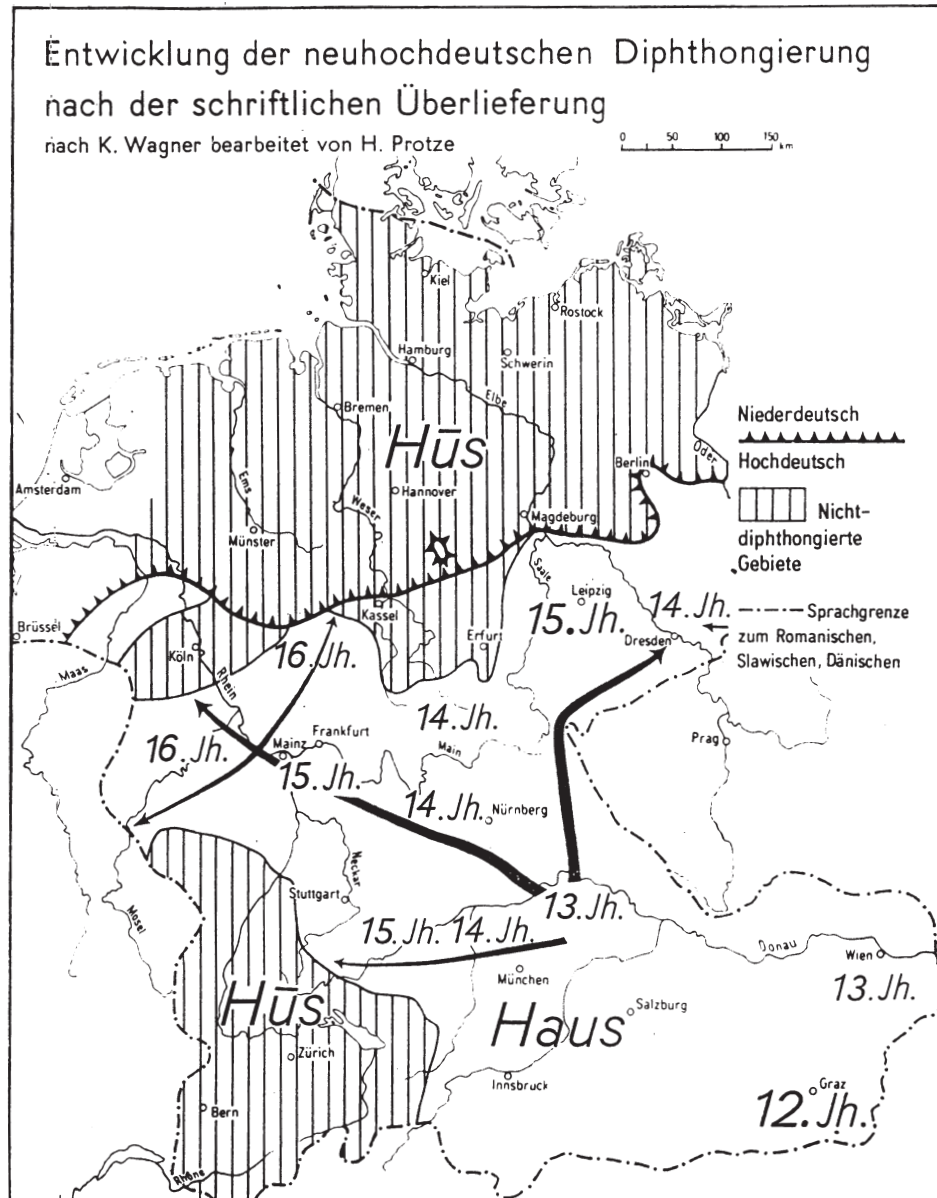 Entwicklung der neuhochdeutschen Diphthongierung
nach der schriftlichen Überlieferung
nach K. Wagner bearbeitet von H. Protze
0 50 100 150
km
Kiel
Rostock
Hamburg
Schwerin
Elbe
Bremen
Niederdeutsch
Hūs
Oder
Berlin
Hochdeutsch
Ems
Amsterdam
Hannover
Weser
Magdeburg
Münster
Nicht-
diphthongierte
Gebiete
Saale
Leipzig
Kassel
15. Jh.
14. Jh.
Sprachgrenze
zum Romanischen,
Slawischen, Dänischen
Brüssel
Erfurt
Dresden
Köln
16. Jh.
Maas
Rhein
14. Jh.
16. Jh.
Mainz
Frankfurt
Main
Prag
15. Jh.
14. Jh.
Nürnberg
Neckar
Stuttgart
Mosel
13. Jh.
15. Jh. 14. Jh.
Donau
Wien
München
13. Jh.
Hūs
Haus
Salzburg
Zürich
Innsbruck
Graz
12. Jh.
Bern
Rhône